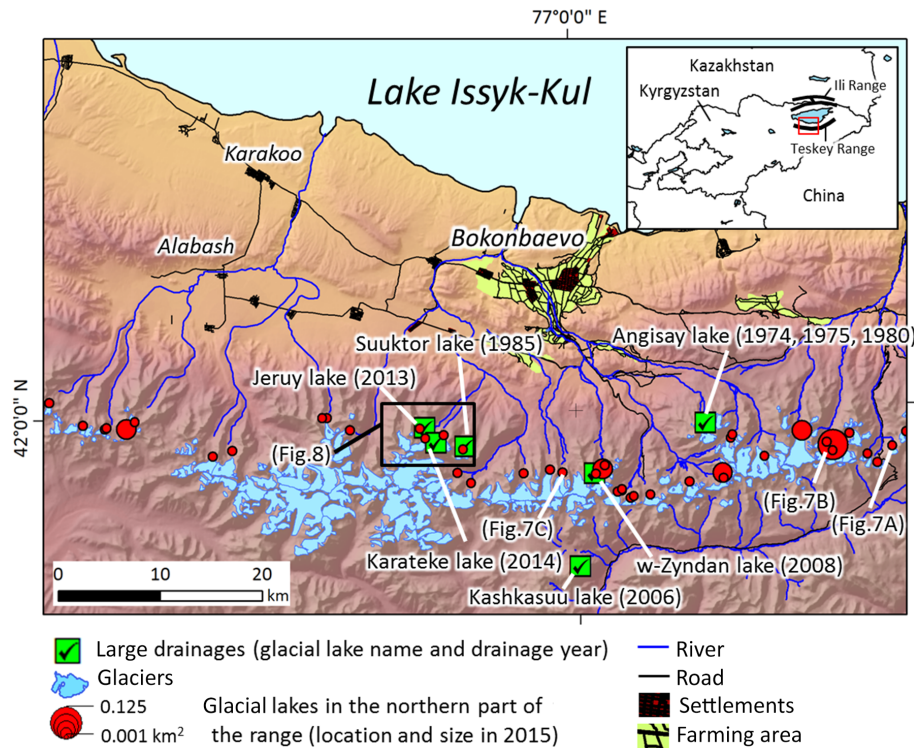 77°0'0" E
Lake Issyk-Kul
Kazakhstan
Kyrgyzstan
Ili Range
Teskey Range
China
Karakoo
Alabash
Bokonbaevo
Suuktor lake (1985)
Angisay lake (1974, 1975, 1980)
Jeruy lake (2013)
42°0'0" N
(Fig.8)
(Fig.7B)
(Fig.7C)
(Fig.7A)
Karateke lake (2014)
w-Zyndan lake (2008)
Kashkasuu lake (2006)
0 10 20
km
Large drainages (glacial lake name and drainage year)
Glaciers
0.125
0.001 km²
Glacial lakes in the northern part of
the range (location and size in 2015)
River
Road
Settlements
Farming area